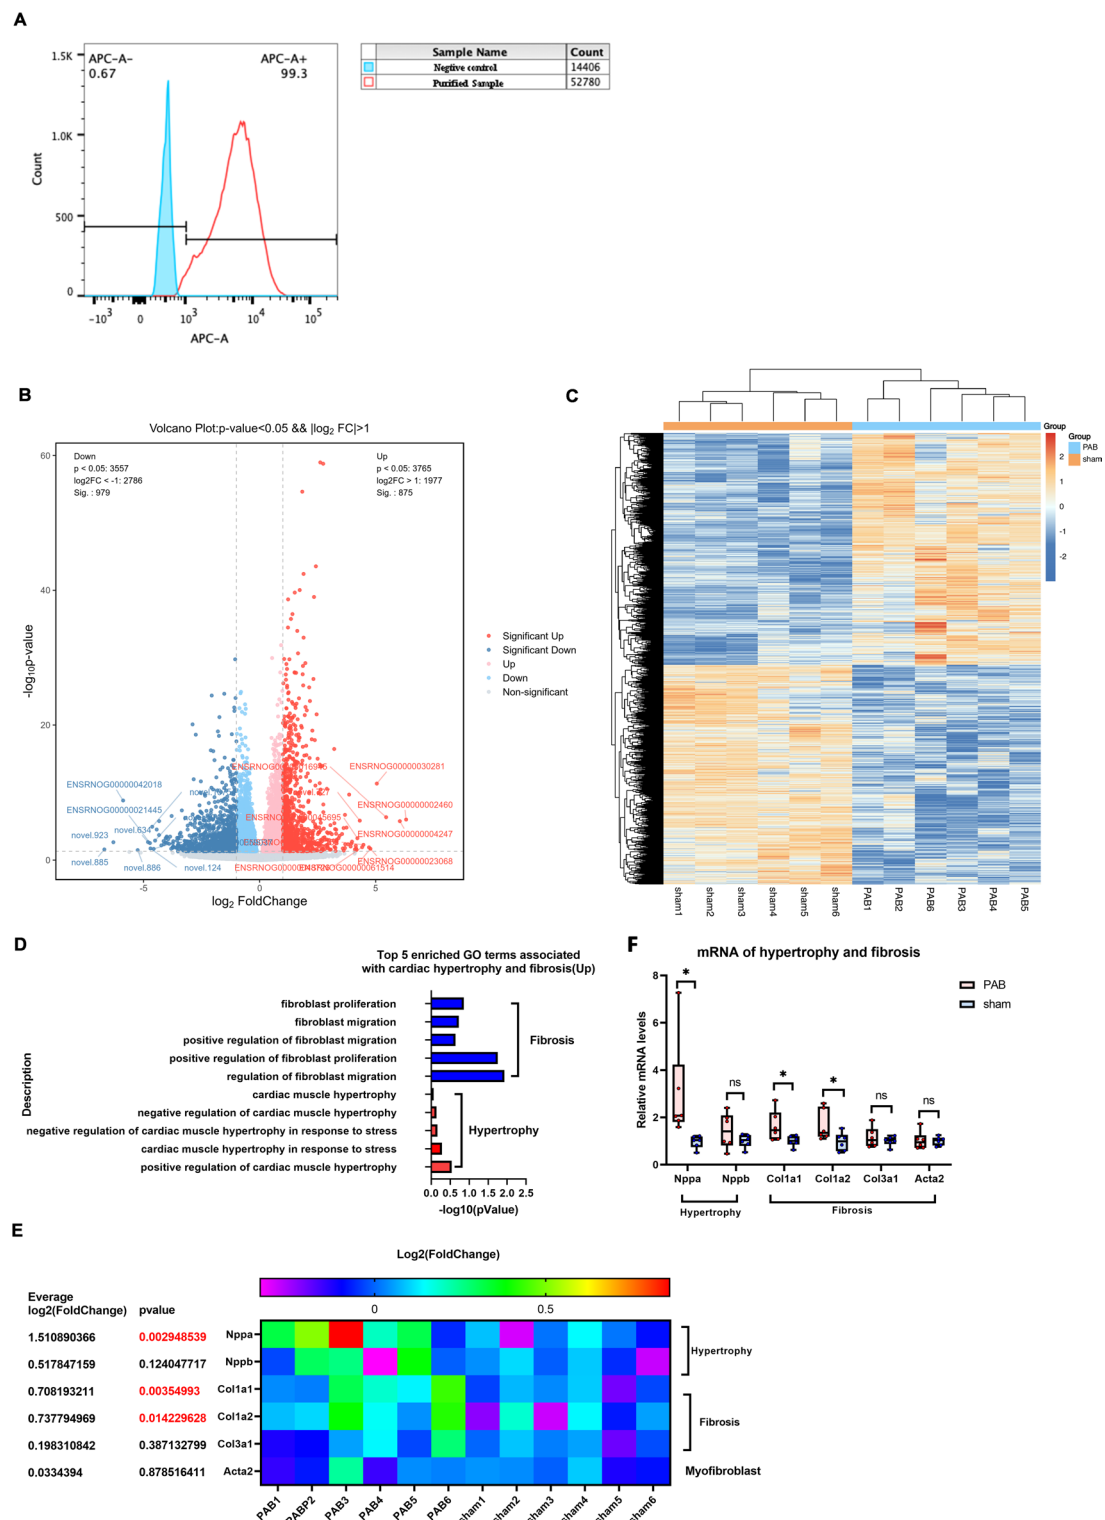 A
APC-A-
0.67
APC-A+
99.3
1.5K
1.0K
500
0
Count
-10³ 0 10³ 10⁴ 10⁵
APC-A
Sample Name Count
Negtive control 14406
Purified Sample 52780
B
Volcano Plot:p-value<0.05 && |log₂ FC|>1
Down
p < 0.05: 3557
log2FC < -1: 2786
Sig. : 979
Up
p < 0.05: 3765
log2FC > 1: 1977
Sig. : 875
60
40
20
0
-log₁₀p-value
ENSRNOG00000042018
ENSRNOG00000021445
novel.923
novel.634
novel.885
novel.886
novel.124
ENSRNOG00000030281
ENSRNOG00000002460
ENSRNOG00000004247
ENSRNOG00000023068
-5 0 5
log₂ FoldChange
Significant Up
Significant Down
Up
Down
Non-significant
C
Group
2
1
0
-1
-2
Group
PAB
sham
sham1 sham2 sham3 sham4 sham5 sham6 PAB1 PAB2 PAB6 PAB3 PAB4 PAB5
D
Top 5 enriched GO terms associated
with cardiac hypertrophy and fibrosis(Up)
Description
fibroblast proliferation
fibroblast migration
positive regulation of fibroblast migration
positive regulation of fibroblast proliferation
regulation of fibroblast migration
cardiac muscle hypertrophy
negative regulation of cardiac muscle hypertrophy
negative regulation of cardiac muscle hypertrophy in response to stress
cardiac muscle hypertrophy in response to stress
positive regulation of cardiac muscle hypertrophy
Fibrosis
Hypertrophy
0.0 0.5 1.0 1.5 2.0 2.5
-log10(pValue)
F
mRNA of hypertrophy and fibrosis
Relative mRNA levels
8
6
4
2
0
* ns * * ns ns
PAB
sham
Nppa Nppb Col1a1 Col1a2 Col3a1 Acta2
Hypertrophy Fibrosis
E
Log2(FoldChange)
0 0.5
Everage
log2(FoldChange) pvalue
1.510890366 0.002948539 Nppa
0.517847159 0.124047717 Nppb
0.708193211 0.00354993 Col1a1
0.737794969 0.014229628 Col1a2
0.198310842 0.387132799 Col3a1
0.0334394 0.878516411 Acta2
Hypertrophy
Fibrosis
Myofibroblast
PAB1 PABP2 PAB3 PAB4 PAB5 PAB6 sham1 sham2 sham3 sham4 sham5 sham6